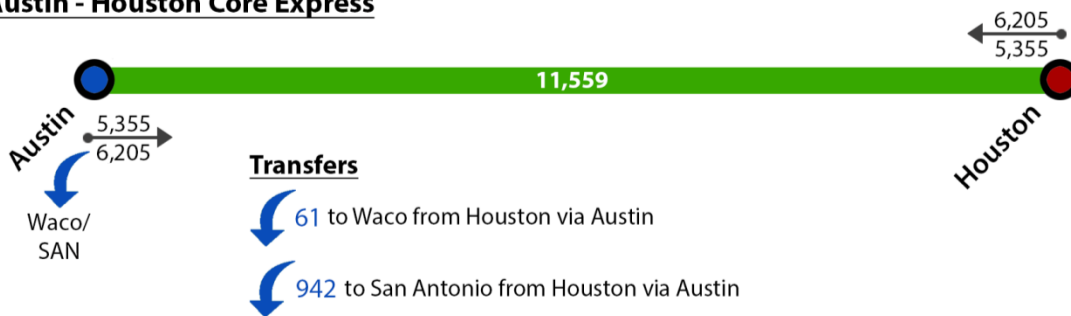 Austin - Houston Core Express
6,205
5,355
11,559
Austin
5,355
6,205
Houston
Transfers
61 to Waco from Houston via Austin
Waco/
SAN
942 to San Antonio from Houston via Austin